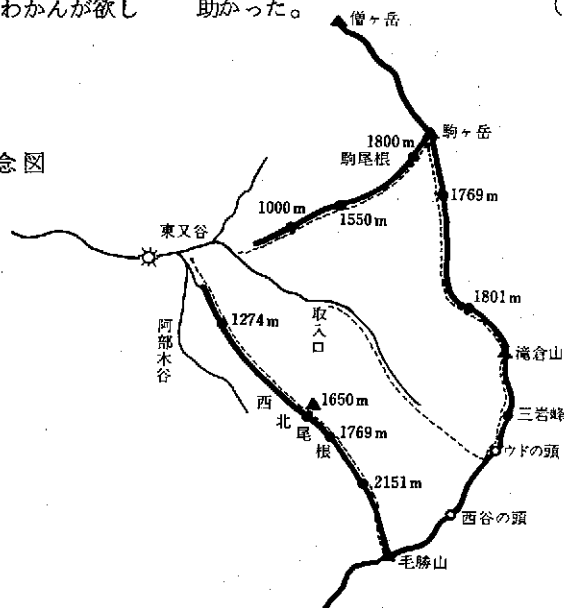 わかんが欲し
助かった。
(
念図
僧ヶ岳
駒ヶ岳
1800m
駒尾根
1769m
1000m
1550m
東又谷
1801m
取入口
1274m
阿部木谷
滝倉山
1650m
三岩峰
西北尾根
1769m
ウドの頭
2151m
西谷の頭
毛勝山